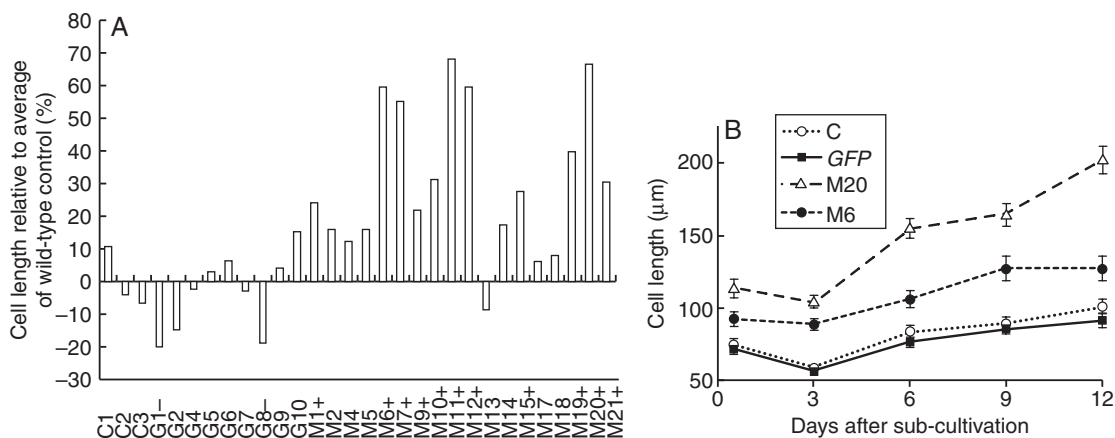 A
Cell length relative to average
of wild-type control (%)
80
70
60
50
40
30
20
10
0
−10
−20
−30
C1
C2
C3
G1−
G2
G4
G5
G6
G7
G8−
G9
G10
M1+
M2
M4
M5
M6+
M7+
M9+
M10+
M11+
M12+
M13
M14
M15+
M17
M18
M19+
M20+
M21+
B
C
GFP
M20
M6
Cell length (μm)
200
150
100
50
0
3
6
9
12
Days after sub-cultivation